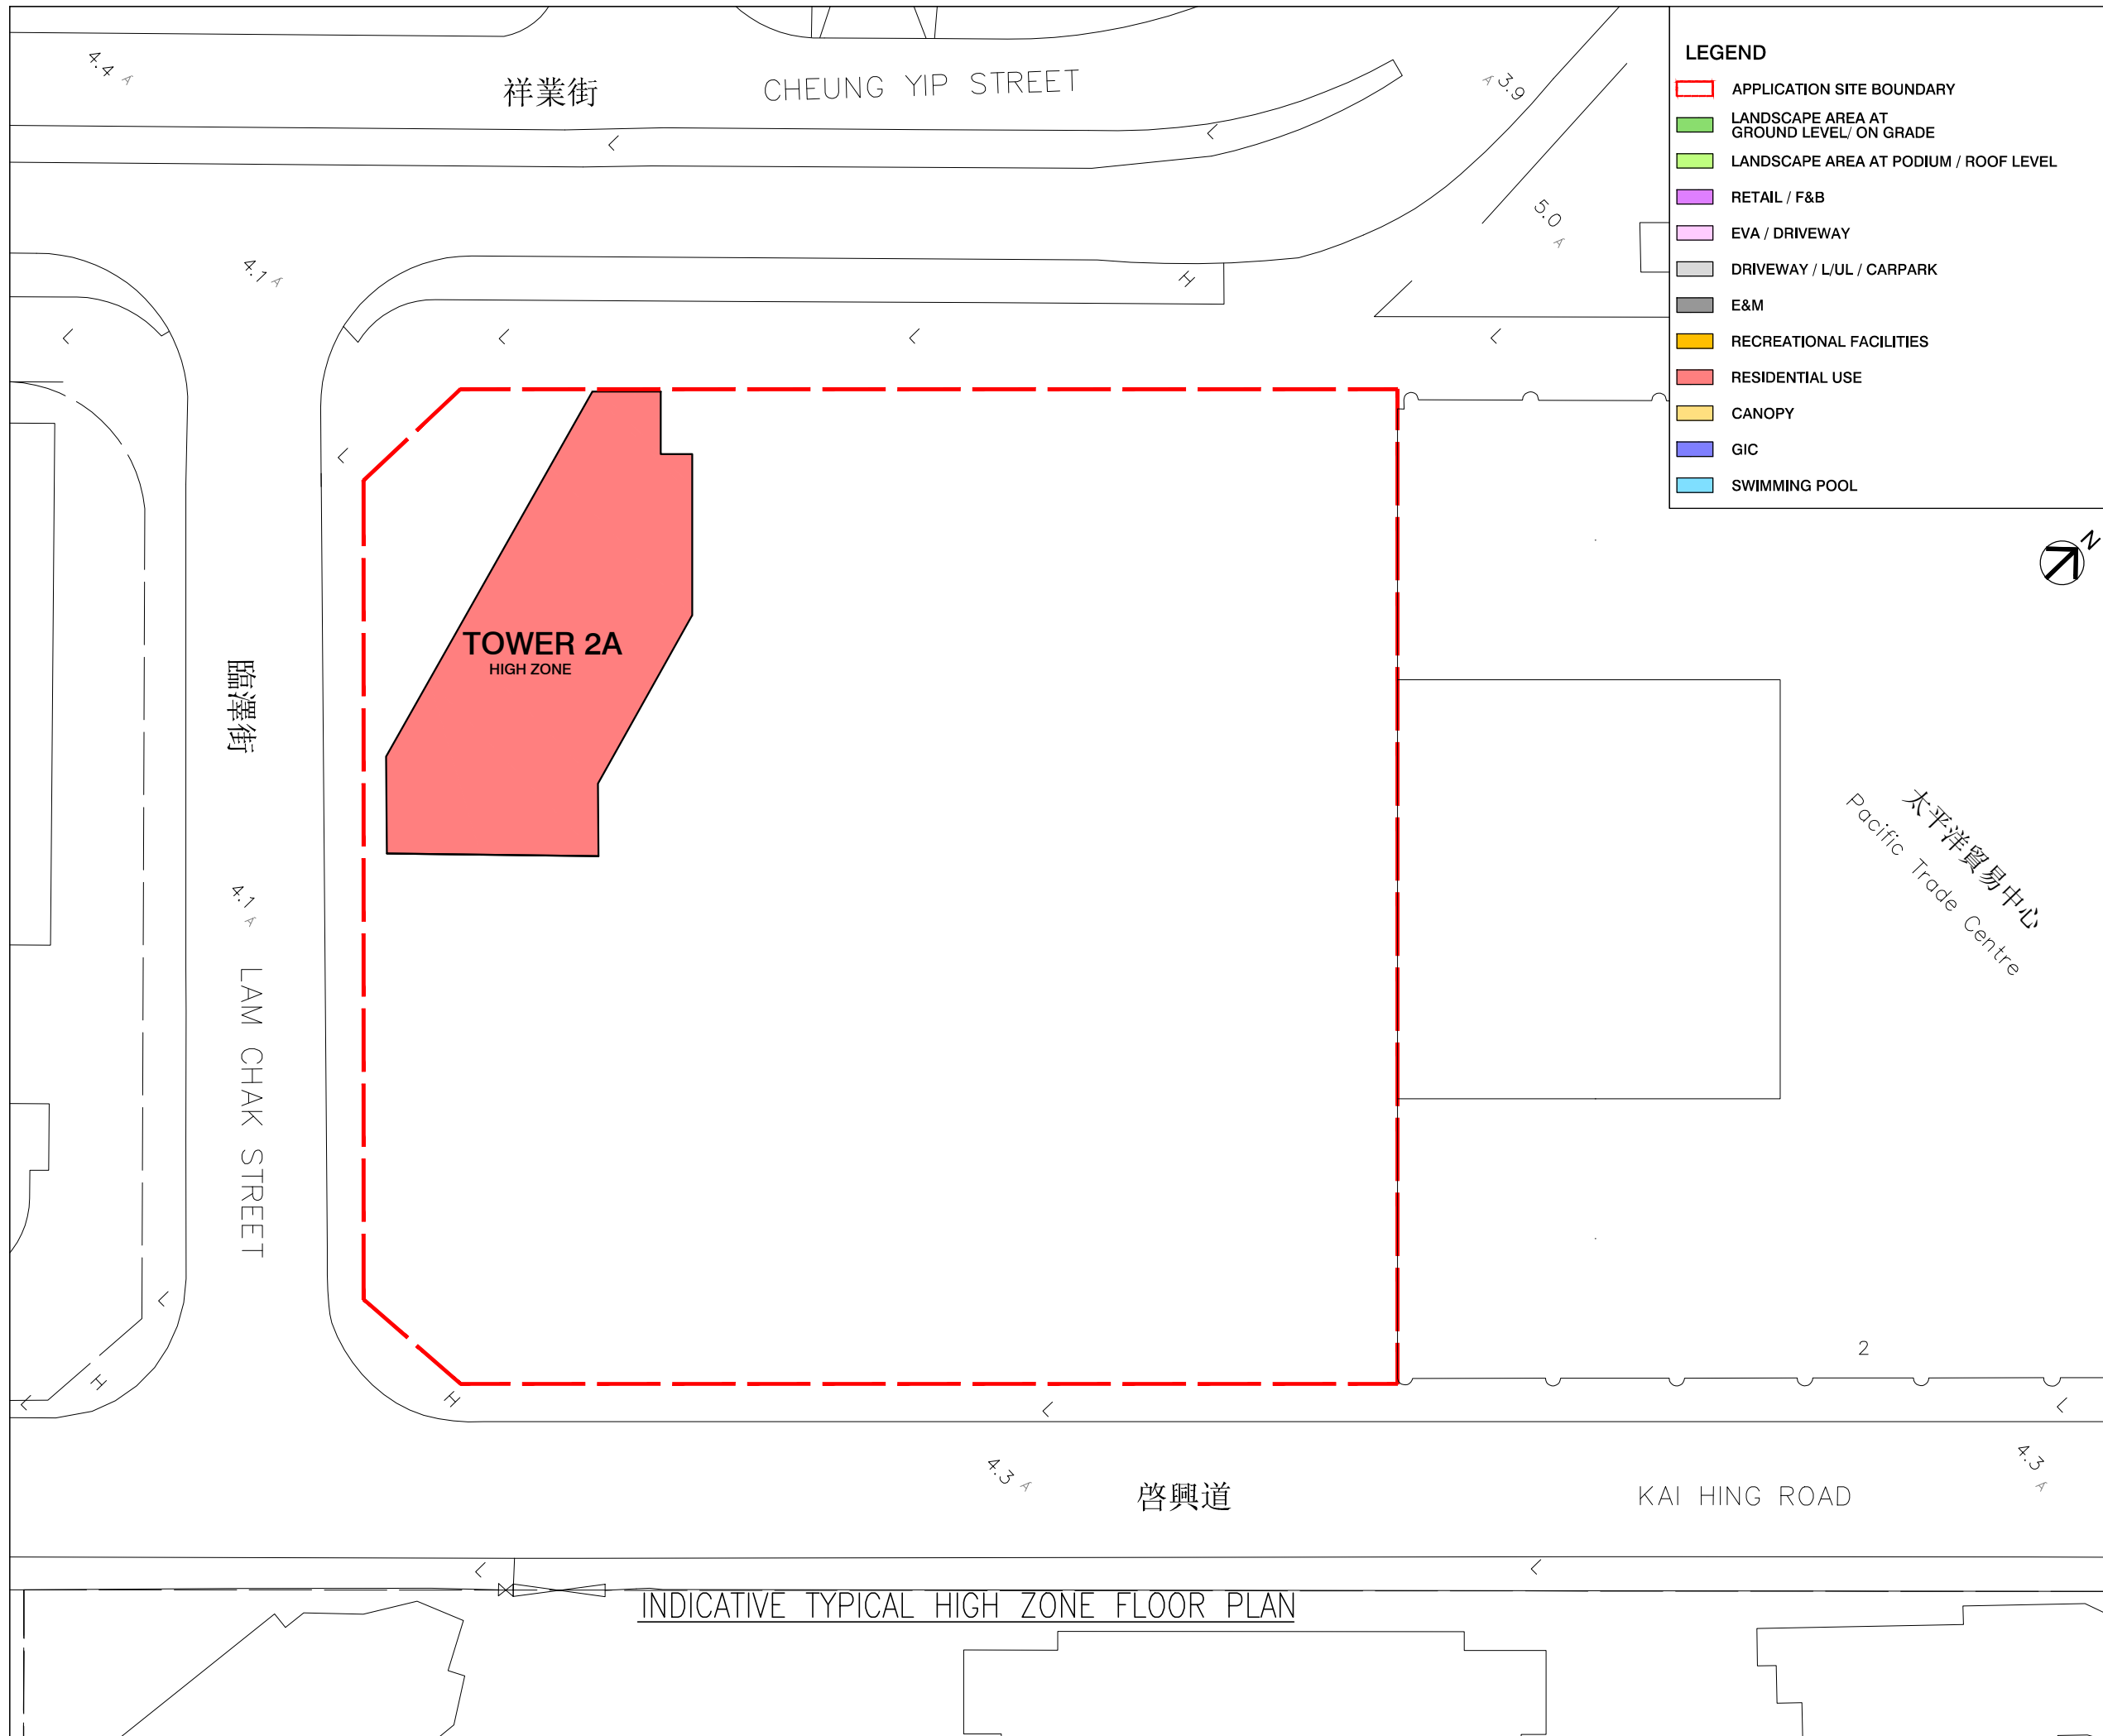 4.4 A
祥業街
CHEUNG YIP STREET
A 3.9
5.0 A
4.1 A
L
L
H
L
L
L
L
L
LEGEND
APPLICATION SITE BOUNDARY
LANDSCAPE AREA AT
GROUND LEVEL/ ON GRADE
LANDSCAPE AREA AT PODIUM / ROOF LEVEL
RETAIL / F&B
EVA / DRIVEWAY
DRIVEWAY / L/UL / CARPARK
E&M
RECREATIONAL FACILITIES
RESIDENTIAL USE
CANOPY
GIC
SWIMMING POOL
N
TOWER 2A
HIGH ZONE
臨澤街
4.1 A
LAM CHAK STREET
太平洋貿易中心
Pacific Trade Centre
2
L
H
L
H
L
L
4.3 A
啓興道
KAI HING ROAD
4.3 A
L
L
INDICATIVE TYPICAL HIGH ZONE FLOOR PLAN